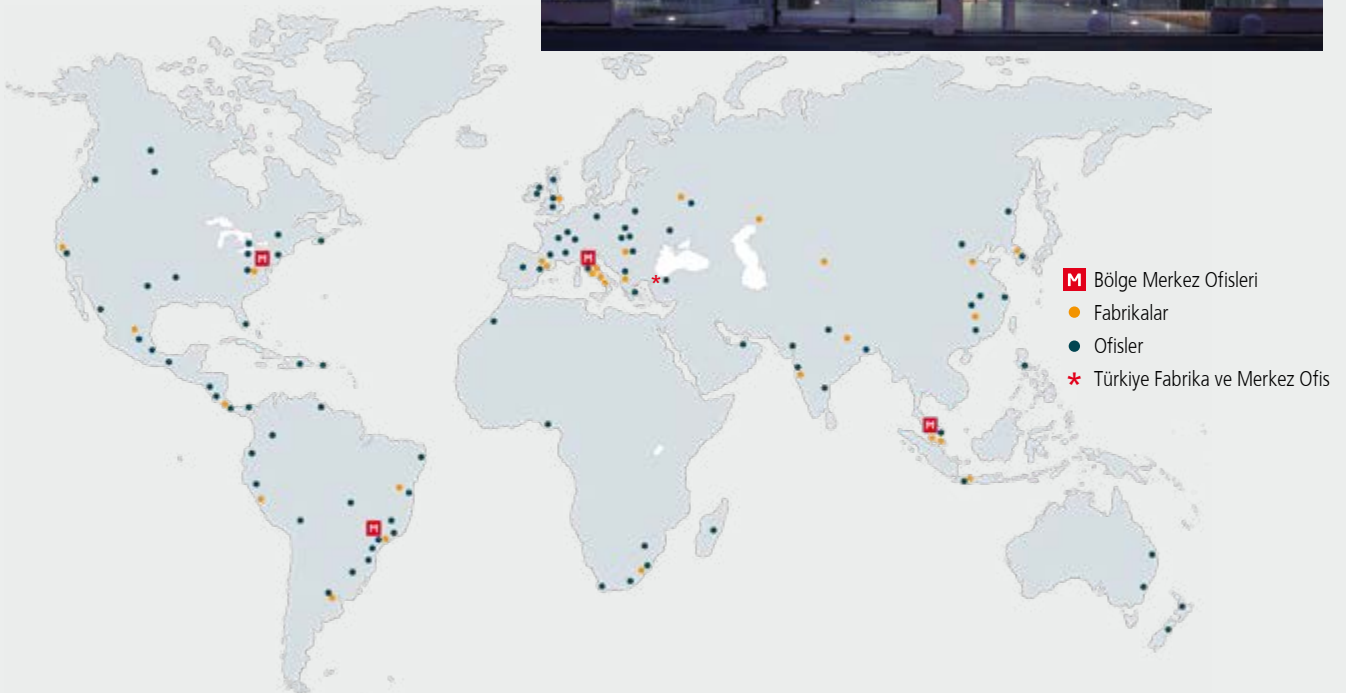 M
M
M
M
M Bölge Merkez Ofisleri
Fabrikalar
Ofisler
* Türkiye Fabrika ve Merkez Ofis